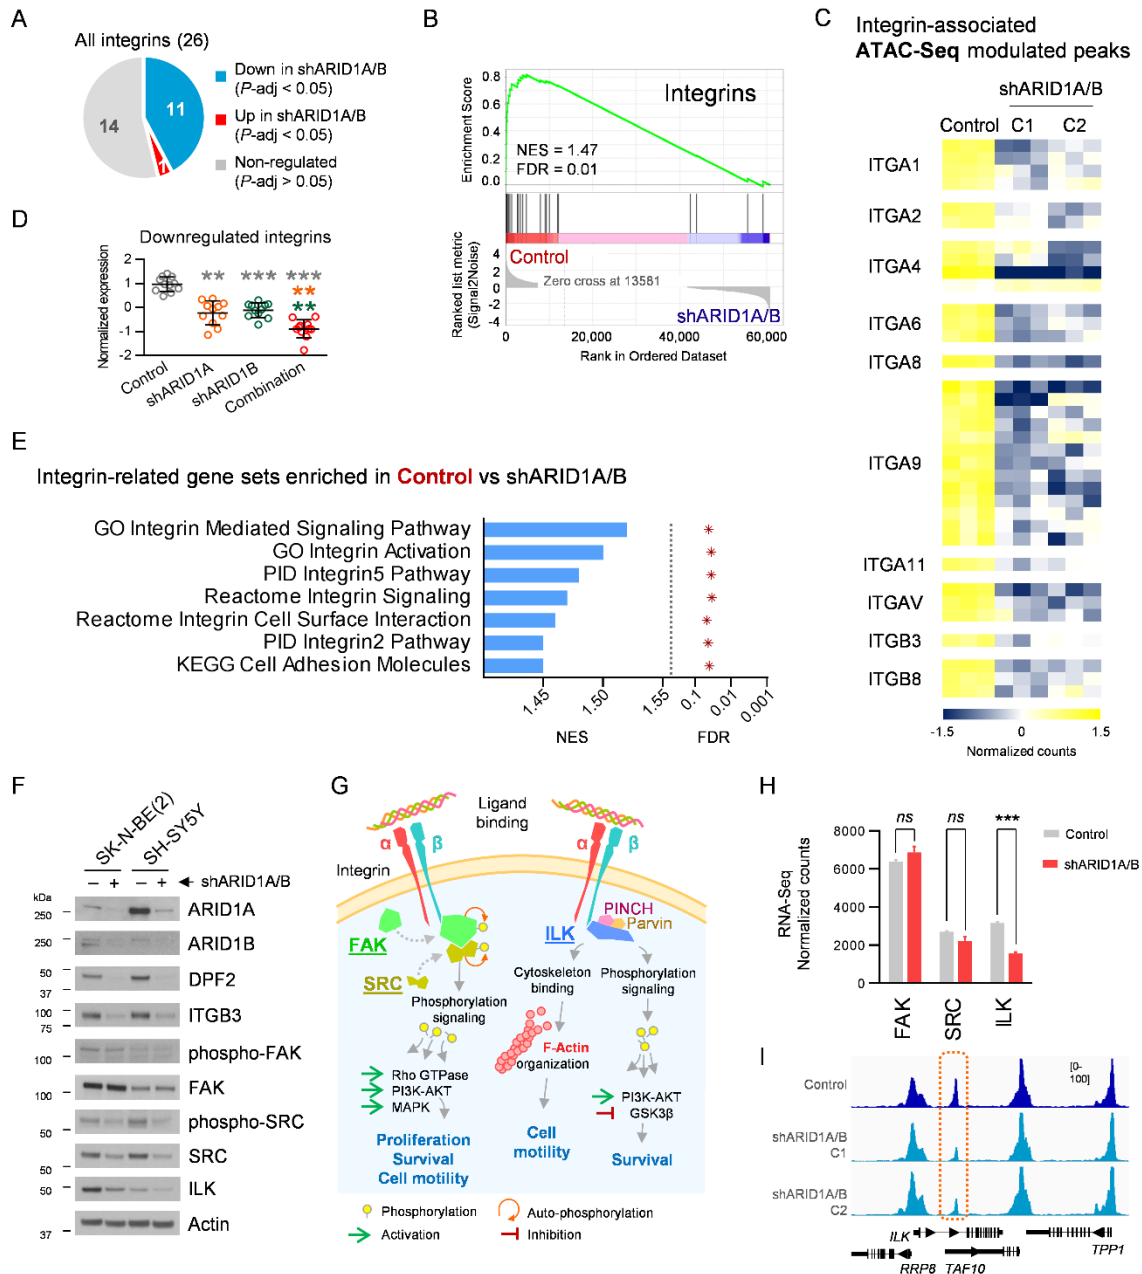 A
All integrins (26)
11
14
1
Down in shARID1A/B
(P-adj < 0.05)
Up in shARID1A/B
(P-adj < 0.05)
Non-regulated
(P-adj > 0.05)
B
Enrichment Score
0.8
0.6
0.4
0.2
0.0
Integrins
NES = 1.47
FDR = 0.01
Control
Zero cross at 13581
shARID1A/B
Ranked list metric
(Signal2Noise)
4
2
0
-2
-4
0
20,000
40,000
60,000
Rank in Ordered Dataset
C
Integrin-associated
ATAC-Seq modulated peaks
shARID1A/B
Control C1 C2
ITGA1
ITGA2
ITGA4
ITGA6
ITGA8
ITGA9
ITGA11
ITGAV
ITGB3
ITGB8
-1.5 0 1.5
Normalized counts
D
Downregulated integrins
Normalized expression
2
1
0
-1
-2
** *** ***
**
**
Control
shARID1A
shARID1B
Combination
E
Integrin-related gene sets enriched in Control vs shARID1A/B
GO Integrin Mediated Signaling Pathway
GO Integrin Activation
PID Integrin5 Pathway
Reactome Integrin Signaling
Reactome Integrin Cell Surface Interaction
PID Integrin2 Pathway
KEGG Cell Adhesion Molecules
1.45
1.50
1.55
0.1
0.01
0.001
NES
FDR
F
SK-N-BE(2)
SH-SY5Y
– + – + shARID1A/B
kDa
250 ARID1A
250 ARID1B
50 DPF2
37
100 ITGB3
75
100 phospho-FAK
100 FAK
50 phospho-SRC
50 SRC
50 ILK
37 Actin
G
Ligand
binding
α β
α β
Integrin
PINCH
Parvin
FAK
ILK
SRC
Cytoskeleton
binding
Phosphorylation
signaling
Phosphorylation
signaling
F-Actin
organization
Rho GTPase
PI3K-AKT
MAPK
PI3K-AKT
GSK3β
Proliferation
Survival
Cell motility
Cell
motility
Survival
Phosphorylation
Auto-phosphorylation
Activation
Inhibition
H
RNA-Seq
Normalized counts
8000
6000
4000
2000
0
ns
ns
***
Control
shARID1A/B
FAK
SRC
ILK
I
[0-
100]
Control
shARID1A/B
C1
shARID1A/B
C2
ILK
RRP8
TAF10
TPP1